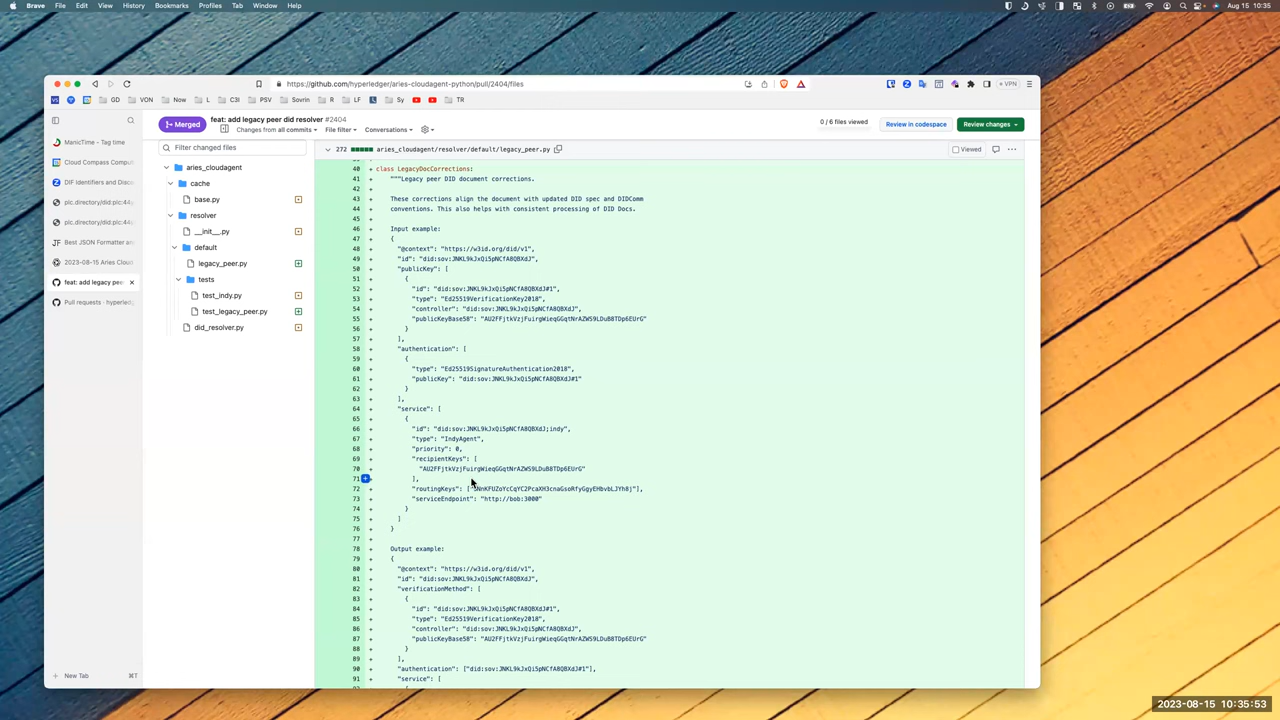 Brave File Edit View History Bookmarks Profiles Tab Window Help
Aug 15 10:35
https://github.com/hyperledger/aries-cloudagent-python/pull/2404/files
VPN
GD VON Now L C3I PSV Sovrin R LF Sy TR
ManicTime - Tag time
Cloud Compass Comput
DIF Identifiers and Disco
plc.directory/did:plc:44
plc.directory/did:plc:44
Best JSON Formatter an
2023-08-15 Aries Cloud
feat: add legacy peer
Pull requests · hyperled
New Tab ⌘T
Merged
feat: add legacy peer did resolver #2404
Changes from all commits File filter Conversations
0 / 6 files viewed
Review in codespace
Review changes
Filter changed files
aries_cloudagent
cache
base.py
resolver
__init__.py
default
legacy_peer.py
tests
test_indy.py
test_legacy_peer.py
did_resolver.py
272 aries_cloudagent/resolver/default/legacy_peer.py
Viewed
40 + class LegacyDocCorrections:
41 + """Legacy peer DID document corrections.
42 +
43 + These corrections align the document with updated DID spec and DIDComm
44 + conventions. This also helps with consistent processing of DID Docs.
45 +
46 + Input example:
47 + {
48 + "@context": "https://w3id.org/did/v1",
49 + "id": "did:sov:JNKL9kJxQi5pNCfA8QBXdJ",
50 + "publicKey": [
51 + {
52 + "id": "did:sov:JNKL9kJxQi5pNCfA8QBXdJ#1",
53 + "type": "Ed25519VerificationKey2018",
54 + "controller": "did:sov:JNKL9kJxQi5pNCfA8QBXdJ",
55 + "publicKeyBase58": "AU2FFjtkVzjFuirgWieqGGqtNrAZWS9LDuB8TDp6EUrG"
56 + }
57 + ],
58 + "authentication": [
59 + {
60 + "type": "Ed25519SignatureAuthentication2018",
61 + "publicKey": "did:sov:JNKL9kJxQi5pNCfA8QBXdJ#1"
62 + }
63 + ],
64 + "service": [
65 + {
66 + "id": "did:sov:JNKL9kJxQi5pNCfA8QBXdJ;indy",
67 + "type": "IndyAgent",
68 + "priority": 0,
69 + "recipientKeys": [
70 + "AU2FFjtkVzjFuirgWieqGGqtNrAZWS9LDuB8TDp6EUrG"
71 + ],
72 + "routingKeys": ["9NnKFUZoYcCqYC2PcaXH3cnaGsoRfyGgyEHbvbLJYh8j"],
73 + "serviceEndpoint": "http://bob:3000"
74 + }
75 + ]
76 + }
77 +
78 + Output example:
79 + {
80 + "@context": "https://w3id.org/did/v1",
81 + "id": "did:sov:JNKL9kJxQi5pNCfA8QBXdJ",
82 + "verificationMethod": [
83 + {
84 + "id": "did:sov:JNKL9kJxQi5pNCfA8QBXdJ#1",
85 + "type": "Ed25519VerificationKey2018",
86 + "controller": "did:sov:JNKL9kJxQi5pNCfA8QBXdJ",
87 + "publicKeyBase58": "AU2FFjtkVzjFuirgWieqGGqtNrAZWS9LDuB8TDp6EUrG"
88 + }
89 + ],
90 + "authentication": ["did:sov:JNKL9kJxQi5pNCfA8QBXdJ#1"],
91 + "service": [
2023-08-15 10:35:53